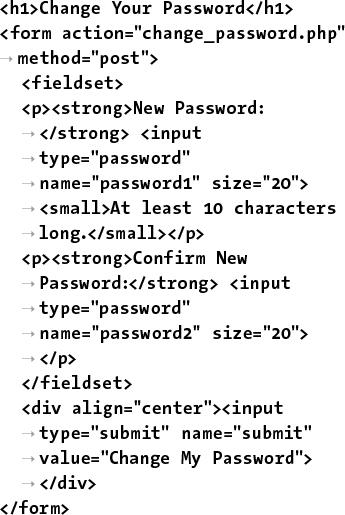 <h1>Change Your Password</h1>
<form action="change_password.php"
→ method="post">
<fieldset>
<p><strong>New Password:
→ </strong> <input
→ type="password"
→ name="password1" size="20">
→ <small>At least 10 characters
→ long.</small></p>
<p><strong>Confirm New
→ Password:</strong> <input
→ type="password"
→ name="password2" size="20">
→ </p>
</fieldset>
<div align="center"><input
→ type="submit" name="submit"
→ value="Change My Password">
→ </div>
</form>